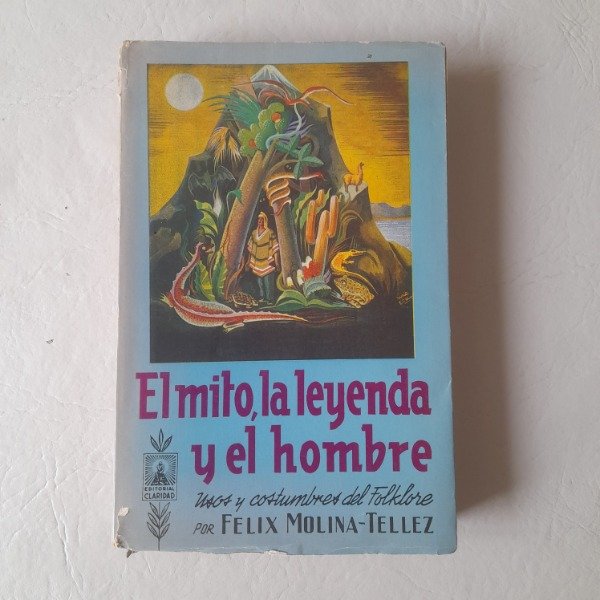 El mito, la leyenda
y el hombre
usos y costumbres del Folklore
POR FELIX MOLINA-TELLEZ
EDITORIAL
CLARIDAD